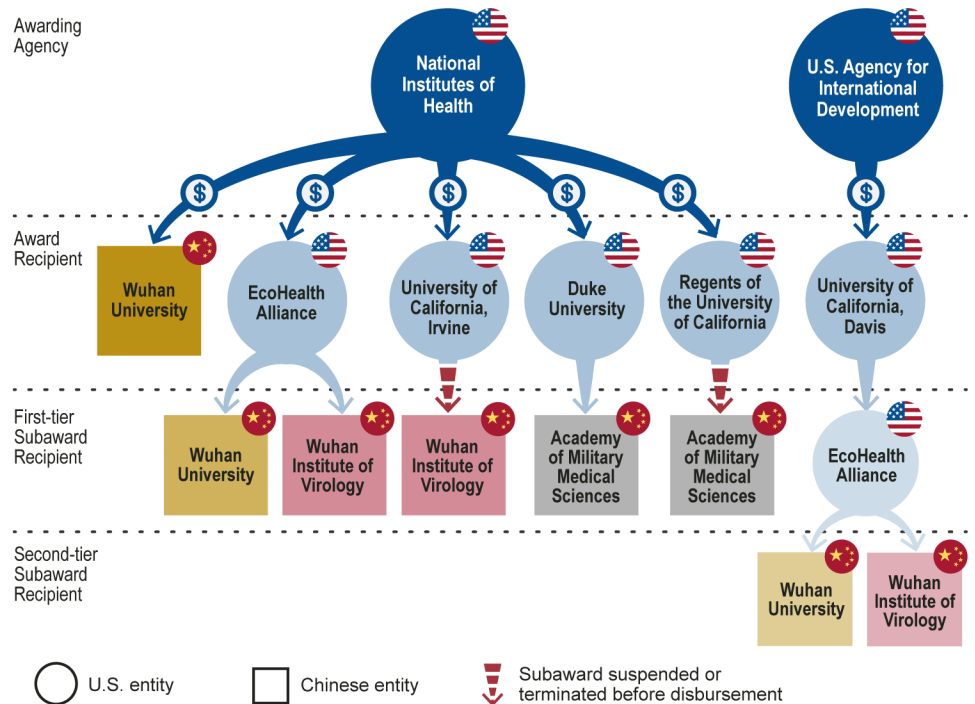 Awarding
Agency
National
Institutes of
Health
U.S. Agency for
International
Development
$
$
$
$
$
$
Award
Recipient
Wuhan
University
EcoHealth
Alliance
University of
California,
Irvine
Duke
University
Regents of
the University
of California
University of
California,
Davis
First-tier
Subaward
Recipient
Wuhan
University
Wuhan
Institute of
Virology
Wuhan
Institute of
Virology
Academy
of Military
Medical
Sciences
Academy
of Military
Medical
Sciences
EcoHealth
Alliance
Second-tier
Subaward
Recipient
Wuhan
University
Wuhan
Institute of
Virology
U.S. entity
Chinese entity
Subaward suspended or
terminated before disbursement